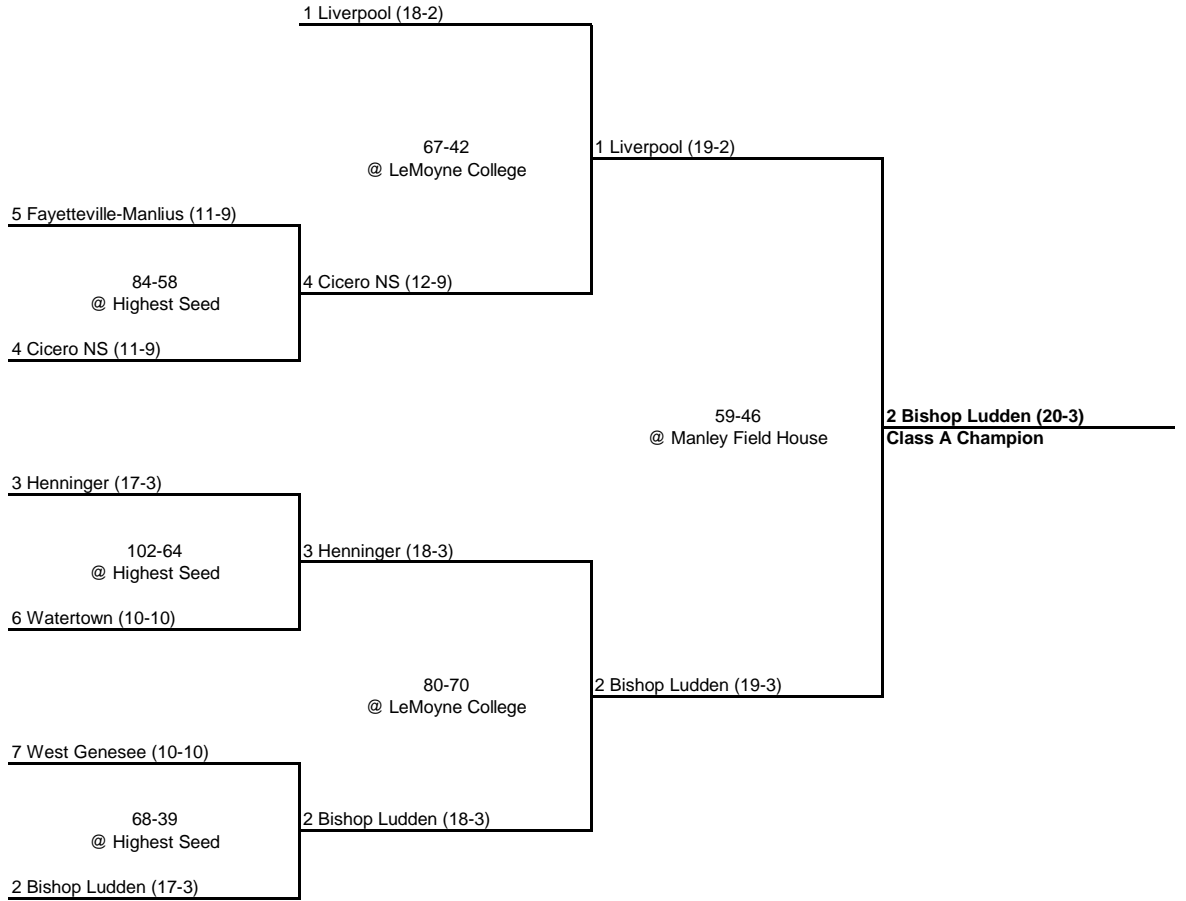 1 Liverpool (18-2)
67-42
@ LeMoyne College
1 Liverpool (19-2)
5 Fayetteville-Manlius (11-9)
84-58
@ Highest Seed
4 Cicero NS (12-9)
4 Cicero NS (11-9)
59-46
@ Manley Field House
2 Bishop Ludden (20-3)
Class A Champion
3 Henninger (17-3)
102-64
@ Highest Seed
3 Henninger (18-3)
6 Watertown (10-10)
80-70
@ LeMoyne College
2 Bishop Ludden (19-3)
7 West Genesee (10-10)
68-39
@ Highest Seed
2 Bishop Ludden (18-3)
2 Bishop Ludden (17-3)